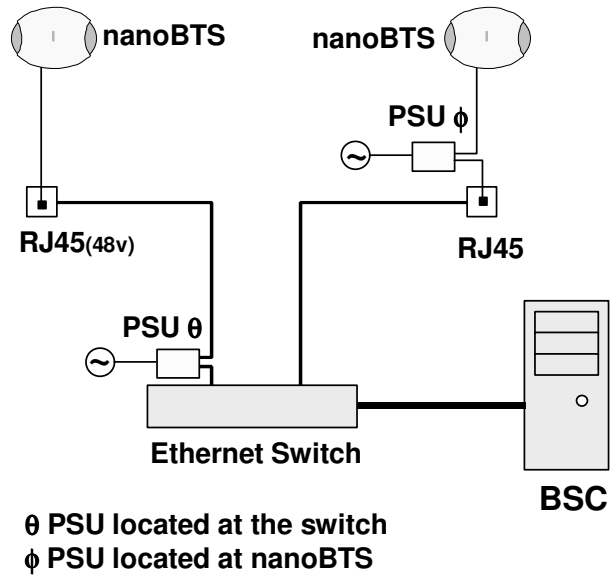 nanoBTS
nanoBTS
PSU ϕ
RJ45(48v)
RJ45
PSU θ
Ethernet Switch
BSC
θ PSU located at the switch
ϕ PSU located at nanoBTS